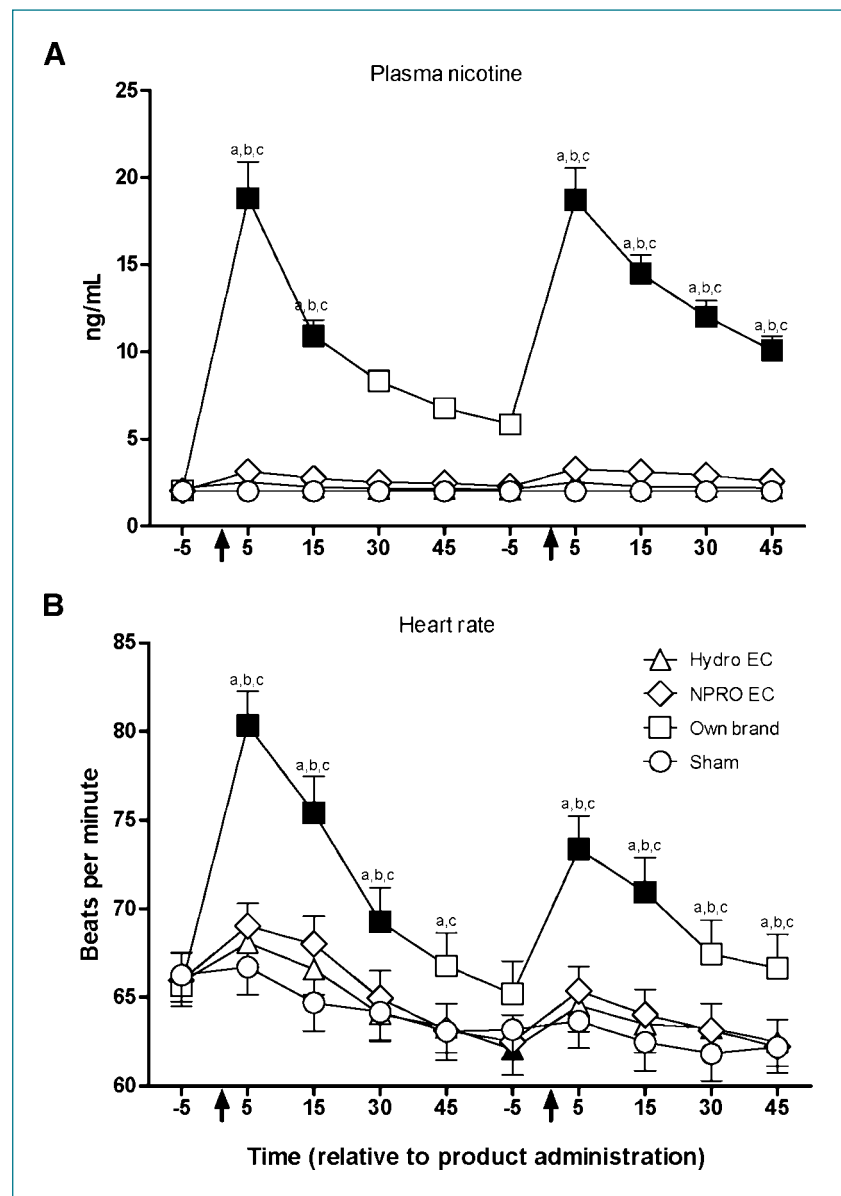 A
Plasma nicotine
25
20
15
10
5
0
ng/mL
a,b,c
a,b,c
a,b,c
a,b,c
a,b,c
a,b,c
-5 5 15 30 45 -5 5 15 30 45
B
Heart rate
85
80
75
70
65
60
Beats per minute
Hydro EC
NPRO EC
Own brand
Sham
a,b,c
a,b,c
a,b,c
a,c
a,b,c
a,b,c
a,b,c
a,b,c
-5 5 15 30 45 -5 5 15 30 45
Time (relative to product administration)